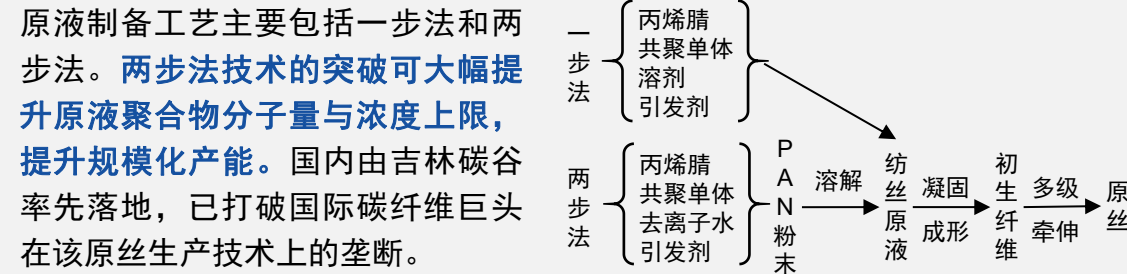 原液制备工艺主要包括一步法和两
步法。两步法技术的突破可大幅提
升原液聚合物分子量与浓度上限，
提升规模化产能。国内由吉林碳谷
率先落地，已打破国际碳纤维巨头
在该原丝生产技术上的垄断。
一步法
丙烯腈
共聚单体
溶剂
引发剂
两步法
丙烯腈
共聚单体
去离子水
引发剂
PAN粉末
溶解
纺丝原液
凝固
成形
初生纤维
多级
牵伸
原丝